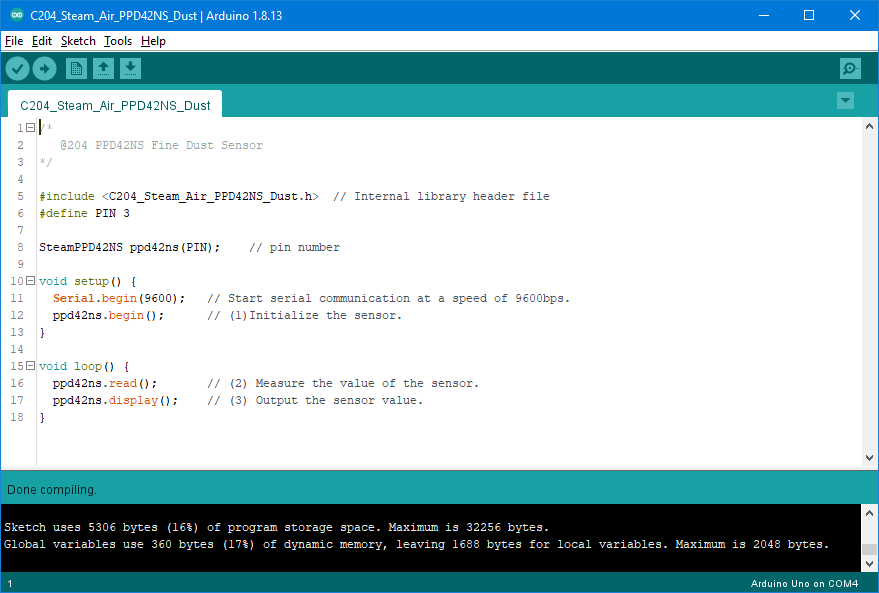 C204_Steam_Air_PPD42NS_Dust | Arduino 1.8.13
File Edit Sketch Tools Help
C204_Steam_Air_PPD42NS_Dust
1 /*
2 @204 PPD42NS Fine Dust Sensor
3 */
4
5 #include <C204_Steam_Air_PPD42NS_Dust.h> // Internal library header file
6 #define PIN 3
7
8 SteamPPD42NS ppd42ns(PIN); // pin number
9
10 void setup() {
11 Serial.begin(9600); // Start serial communication at a speed of 9600bps.
12 ppd42ns.begin(); // (1)Initialize the sensor.
13 }
14
15 void loop() {
16 ppd42ns.read(); // (2) Measure the value of the sensor.
17 ppd42ns.display(); // (3) Output the sensor value.
18 }
Done compiling.
Sketch uses 5306 bytes (16%) of program storage space. Maximum is 32256 bytes.
Global variables use 360 bytes (17%) of dynamic memory, leaving 1688 bytes for local variables. Maximum is 2048 bytes.
1 Arduino Uno on COM4